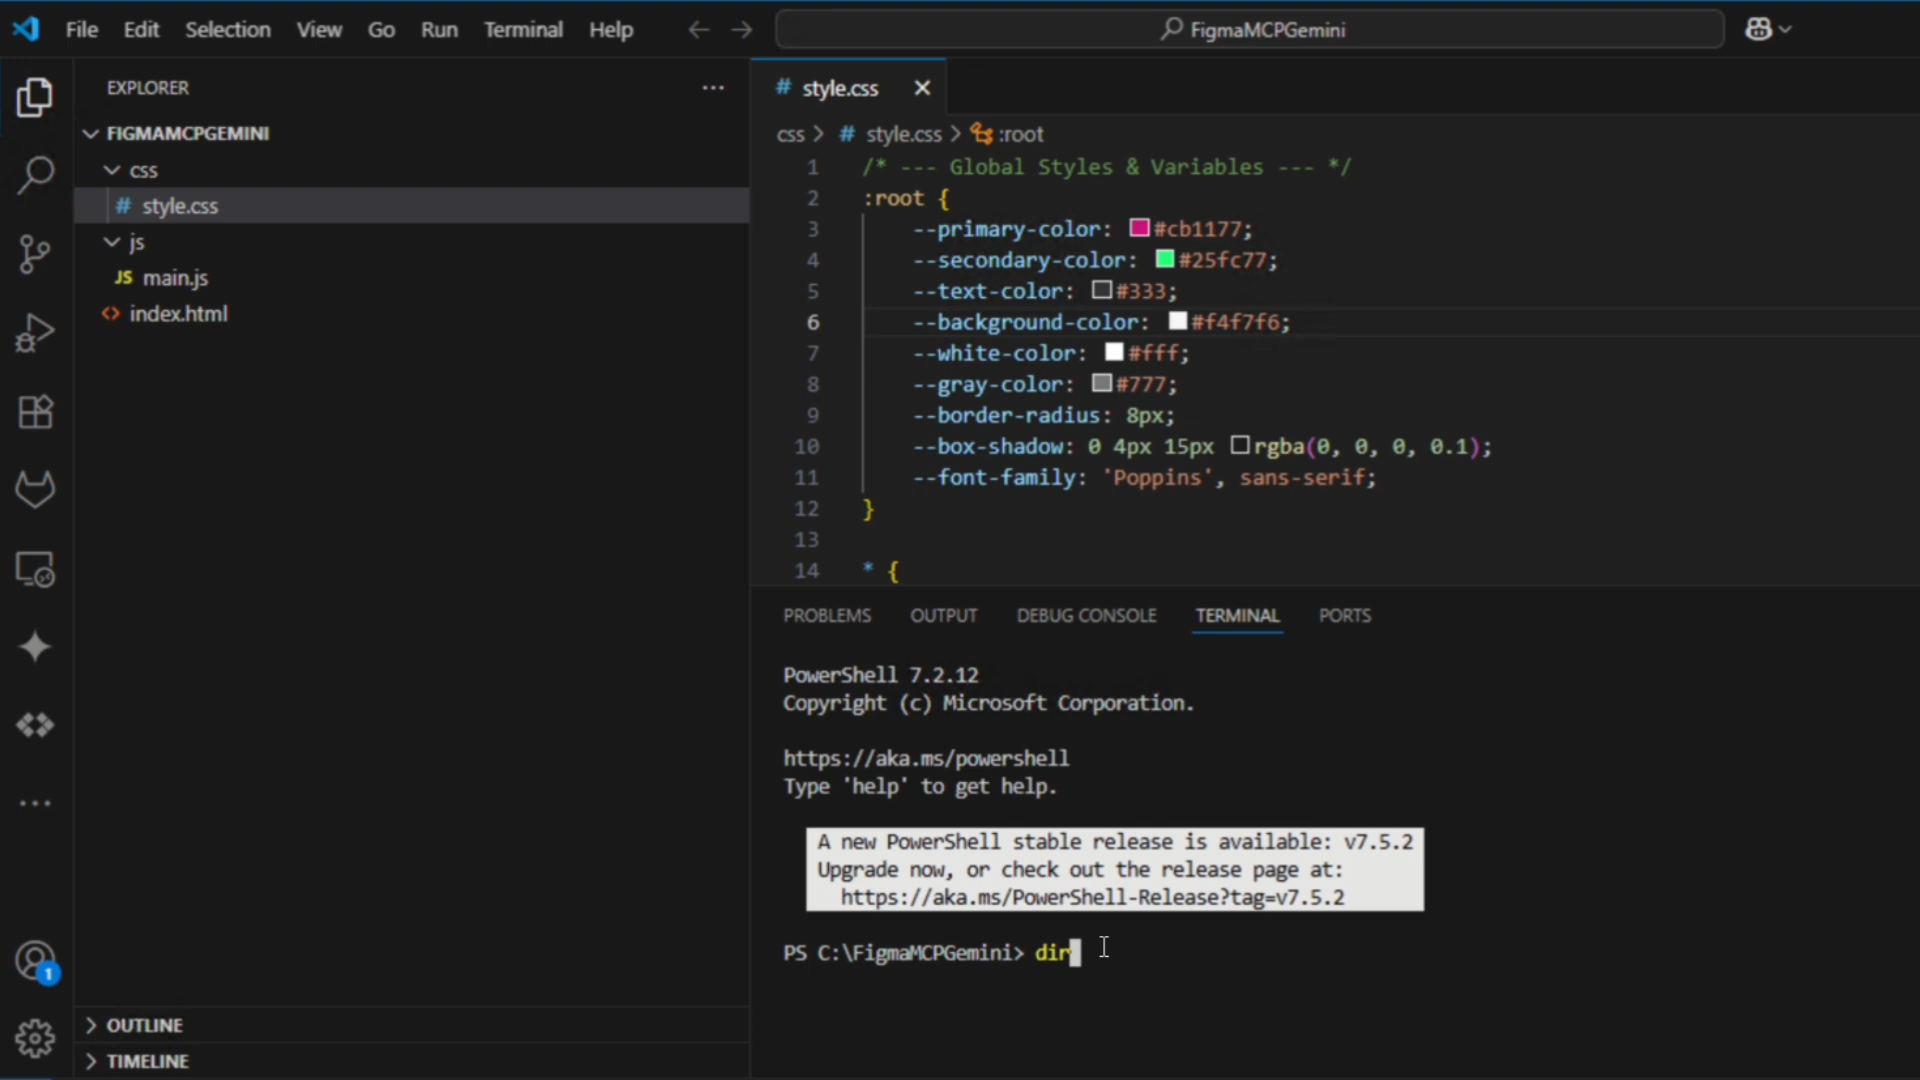 File Edit Selection View Go Run Terminal Help
FigmaMCPGemini
EXPLORER
FIGMAMCPGEMINI
css
# style.css
js
JS main.js
<> index.html
OUTLINE
TIMELINE
1
# style.css
css > # style.css > :root
1 /* --- Global Styles & Variables --- */
2 :root {
3 --primary-color: #cb1177;
4 --secondary-color: #25fc77;
5 --text-color: #333;
6 --background-color: #f4f7f6;
7 --white-color: #fff;
8 --gray-color: #777;
9 --border-radius: 8px;
10 --box-shadow: 0 4px 15px rgba(0, 0, 0, 0.1);
11 --font-family: 'Poppins', sans-serif;
12 }
13
14 * {
PROBLEMS OUTPUT DEBUG CONSOLE TERMINAL PORTS
PowerShell 7.2.12
Copyright (c) Microsoft Corporation.
https://aka.ms/powershell
Type 'help' to get help.
A new PowerShell stable release is available: v7.5.2
Upgrade now, or check out the release page at:
https://aka.ms/PowerShell-Release?tag=v7.5.2
PS C:\FigmaMCPGemini> dir